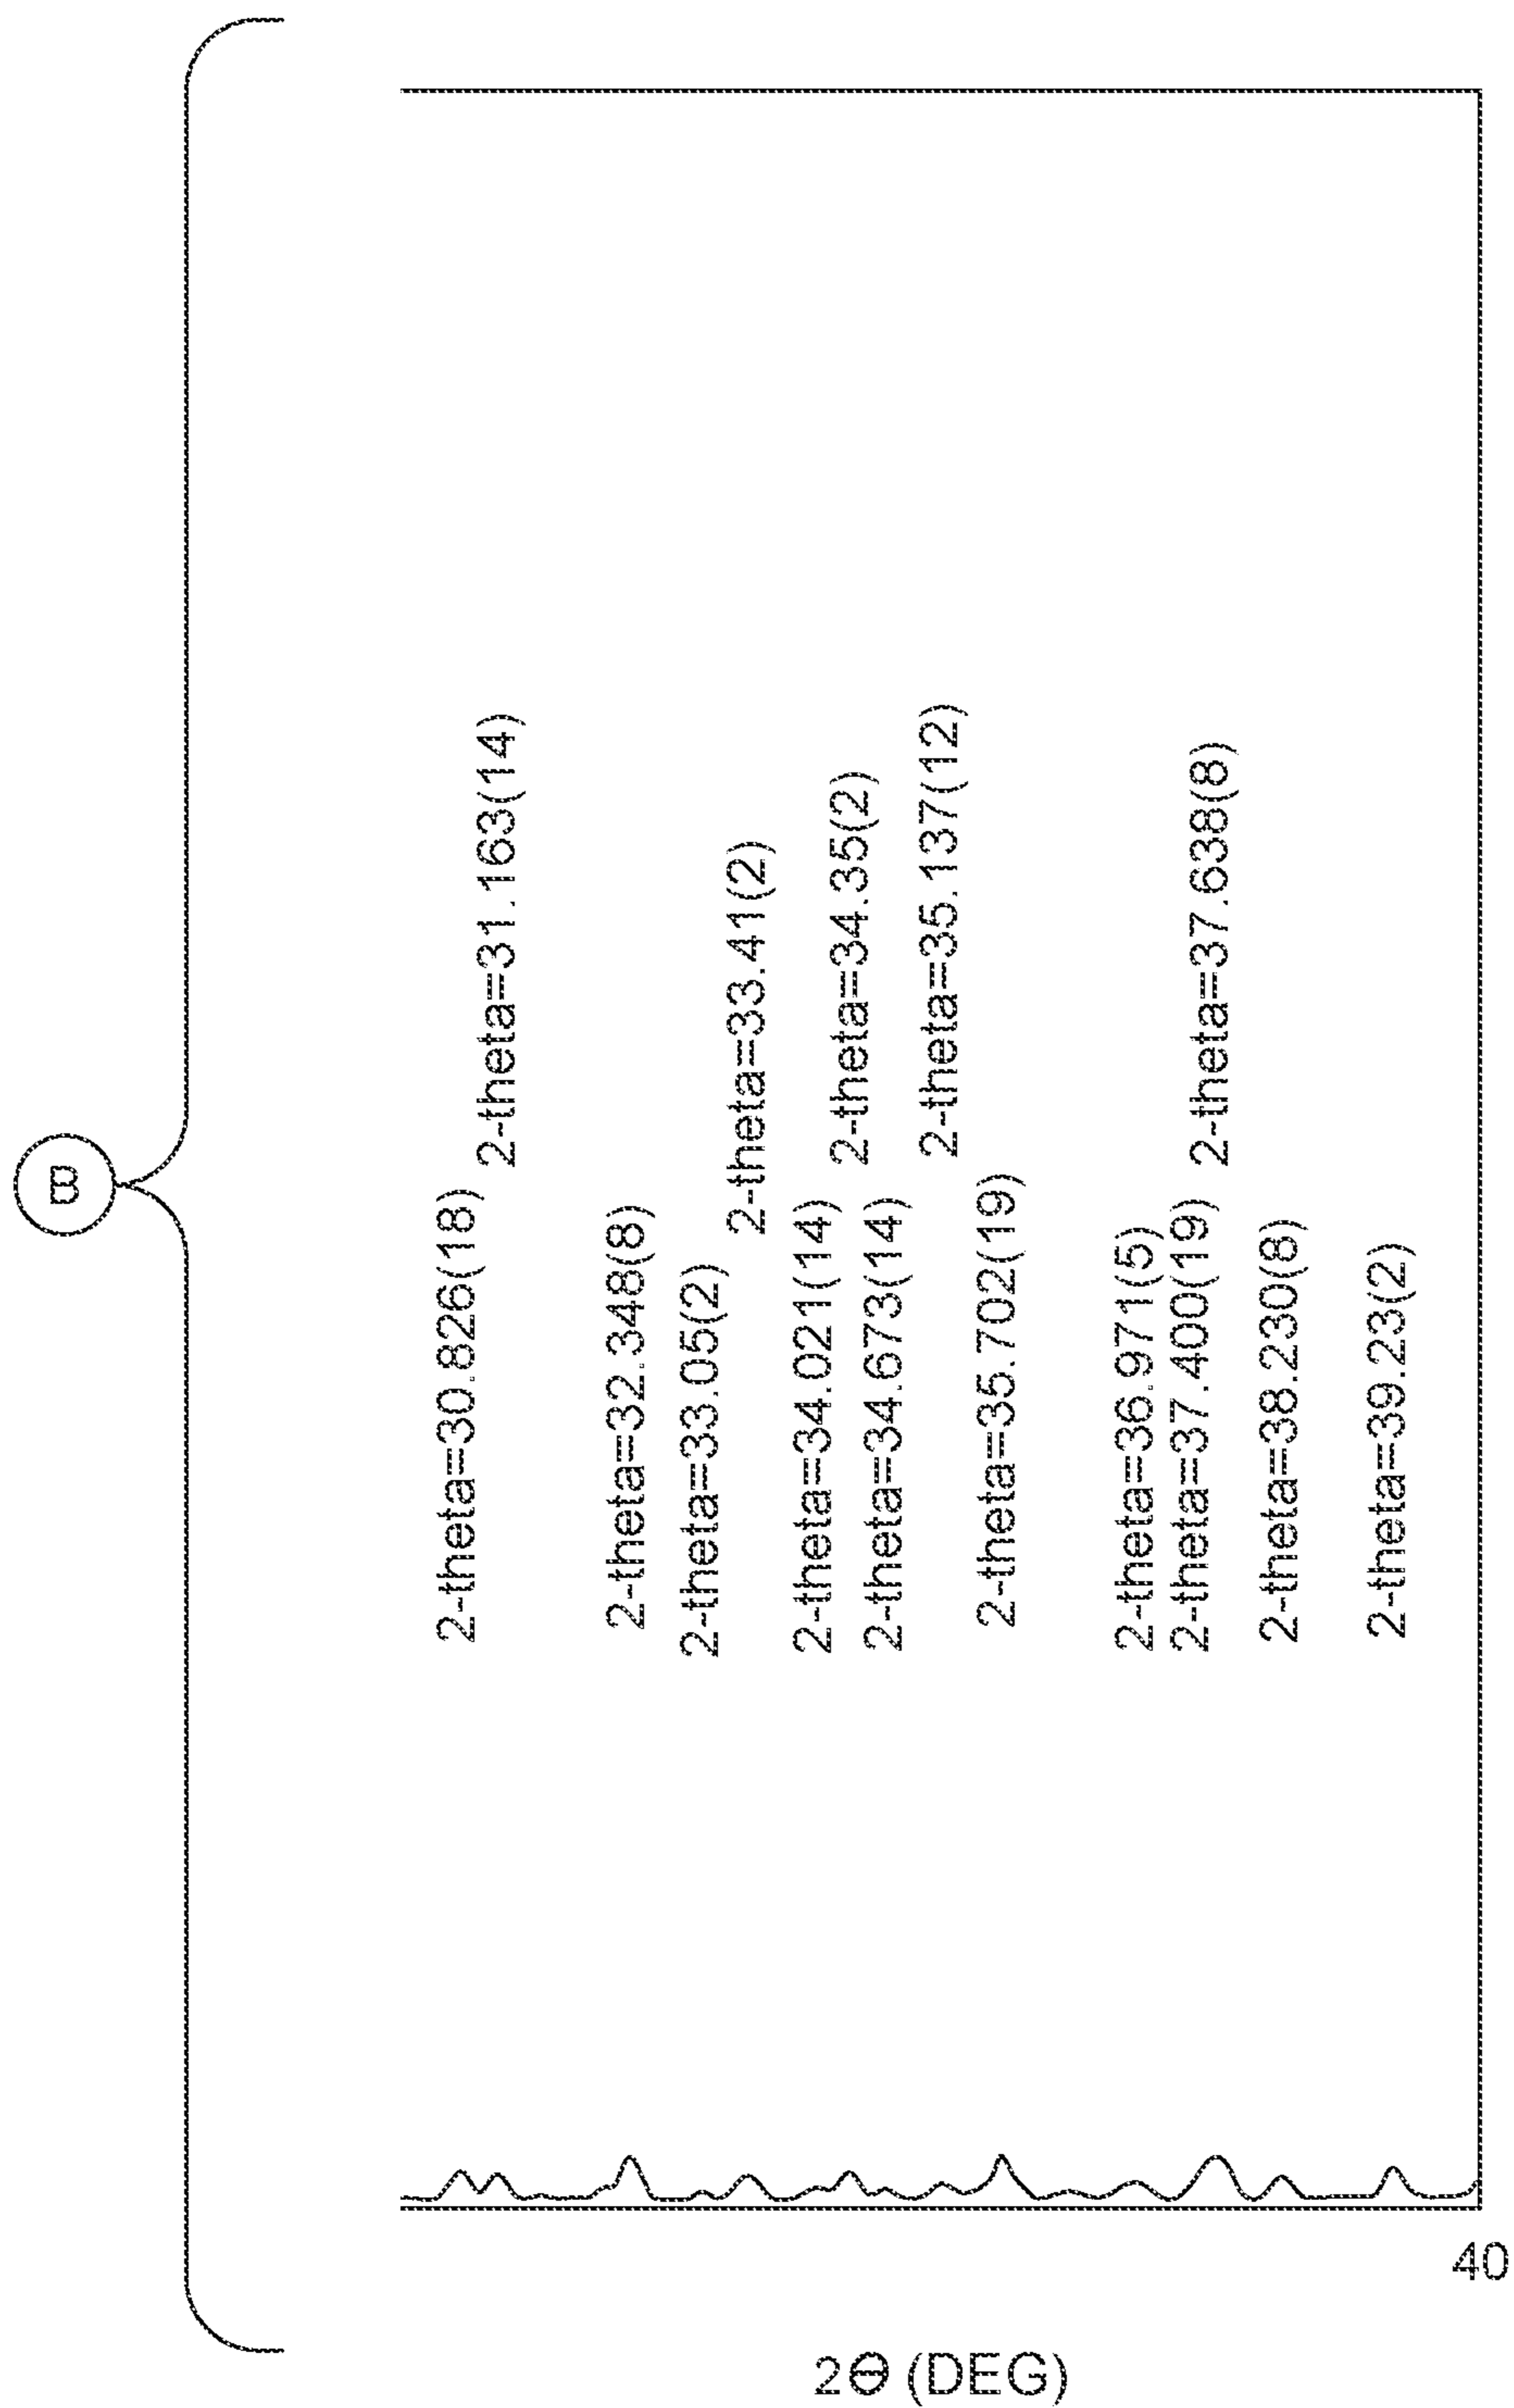 B
2-theta=30.826(18)
2-theta=31.163(14)
2-theta=32.348(8)
2-theta=33.05(2)
2-theta=33.41(2)
2-theta=34.021(14)
2-theta=34.35(2)
2-theta=34.673(14)
2-theta=35.137(12)
2-theta=35.702(19)
2-theta=36.971(5)
2-theta=37.400(19)
2-theta=37.638(8)
2-theta=38.230(8)
2-theta=39.23(2)
40
2Θ (DEG)